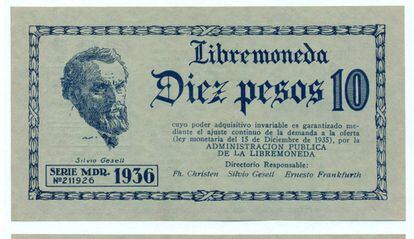 Libremoneda
Diez pesos 10
cuyo poder adquisitivo invariable es garantizado me-
diante el ajuste continuo de la demanda a la oferta
(ley monetaria del 15 de Diciembre de 1935), por la
ADMINISTRACION PUBLICA
DE LA LIBREMONEDA
Directorio Responsable:
Fh. Christen Silvio Gesell Ernesto Frankfurth
Silvio Gesell
SERIE MDR. 1936
Nº211926